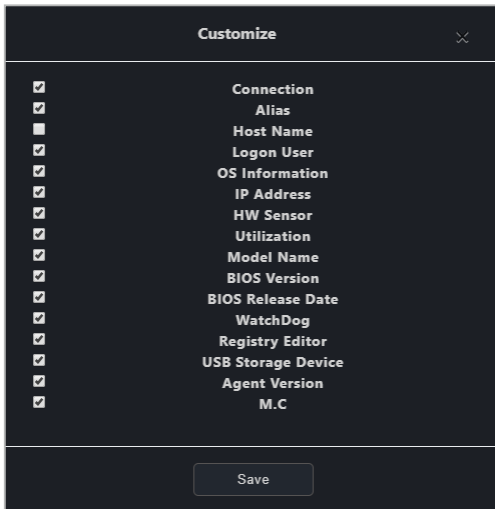 Customize
Connection
Alias
Host Name
Logon User
OS Information
IP Address
HW Sensor
Utilization
Model Name
BIOS Version
BIOS Release Date
WatchDog
Registry Editor
USB Storage Device
Agent Version
M.C
Save